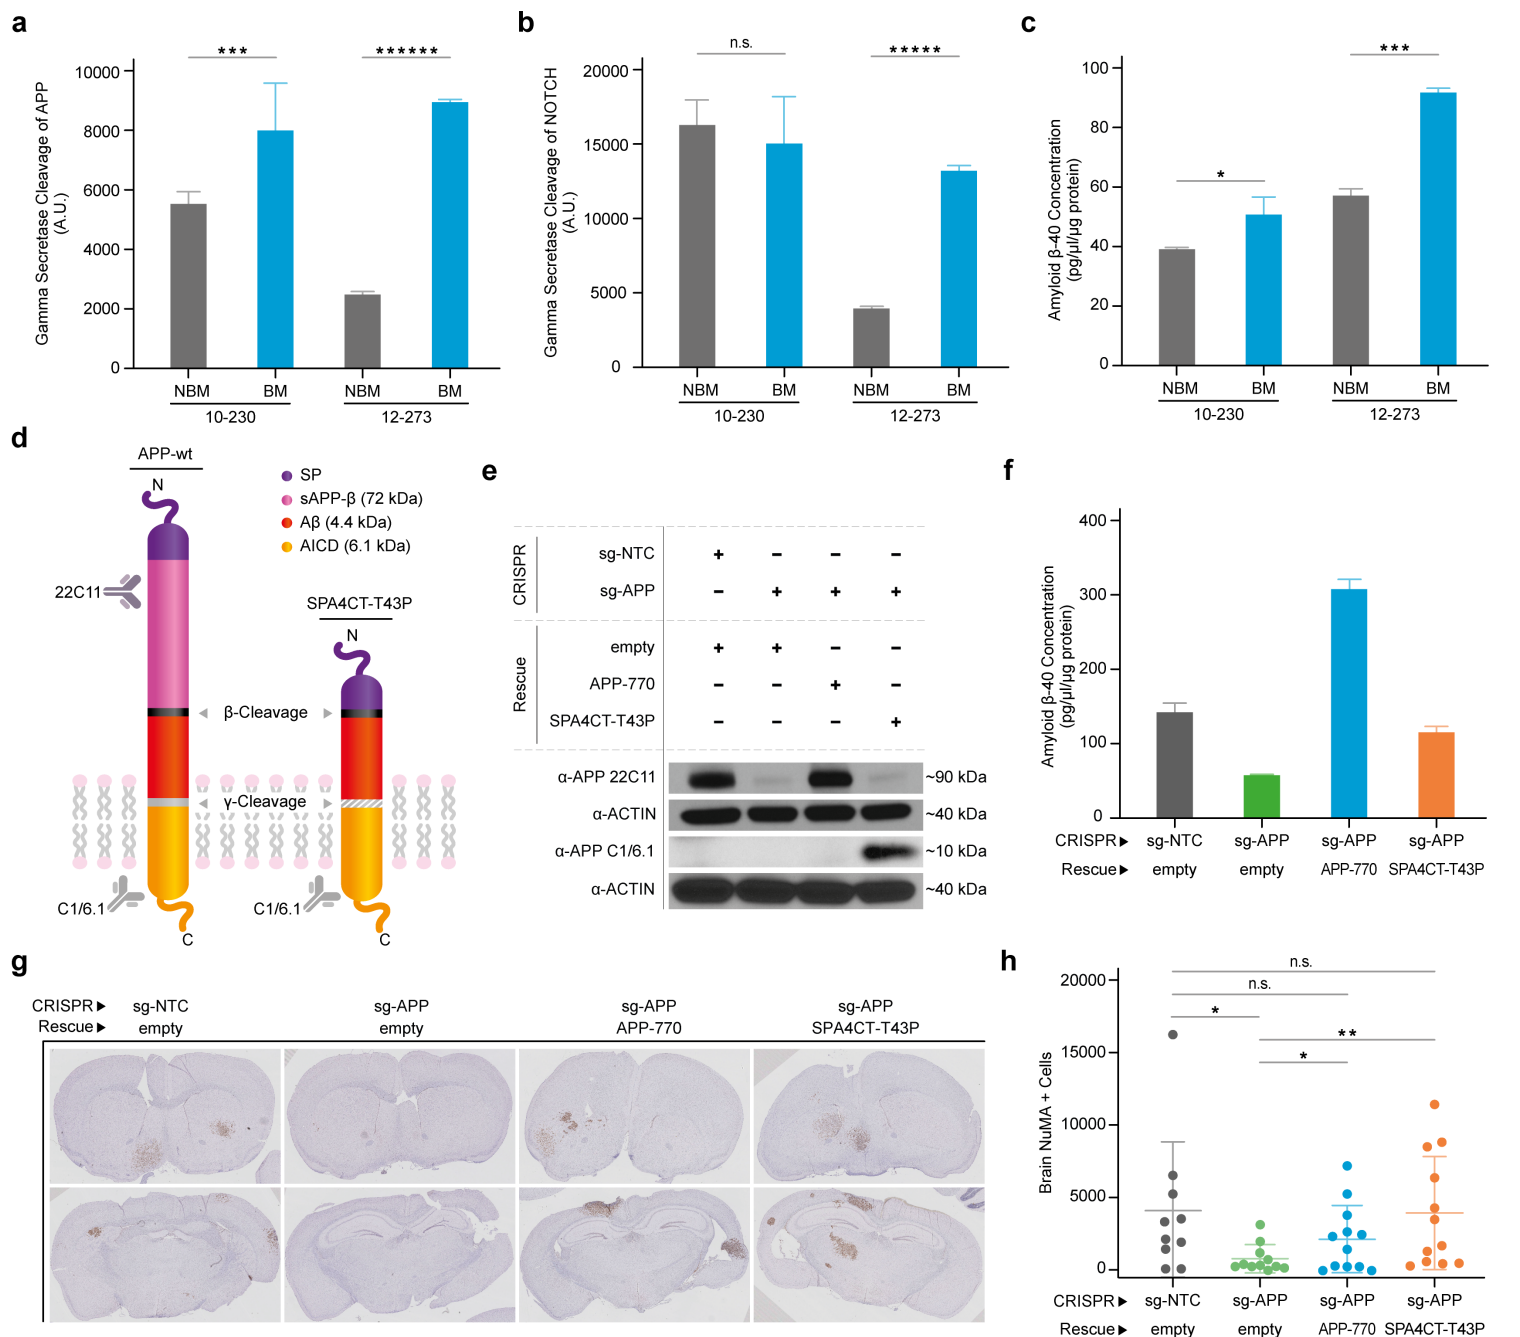 a
Gamma Secretase Cleavage of APP
(A.U.)
10000
8000
6000
4000
2000
0
***
******
NBM BM NBM BM
10-230 12-273
b
Gamma Secretase Cleavage of NOTCH
(A.U.)
20000
15000
10000
5000
0
n.s.
*****
NBM BM NBM BM
10-230 12-273
c
Amyloid β-40 Concentration
(pg/µl/µg protein)
100
80
60
40
20
0
*
***
NBM BM NBM BM
10-230 12-273
d
APP-wt
N
SP
sAPP-β (72 kDa)
Aβ (4.4 kDa)
AICD (6.1 kDa)
22C11
SPA4CT-T43P
N
β-Cleavage
γ-Cleavage
C1/6.1
C1/6.1
C
C
e
CRISPR
sg-NTC + − − −
sg-APP − + + +
Rescue
empty + + − −
APP-770 − − + −
SPA4CT-T43P − − − +
α-APP 22C11 ~90 kDa
α-ACTIN ~40 kDa
α-APP C1/6.1 ~10 kDa
α-ACTIN ~40 kDa
f
Amyloid β-40 Concentration
(pg/µl/µg protein)
400
300
200
100
0
CRISPR▶ sg-NTC sg-APP sg-APP sg-APP
Rescue▶ empty empty APP-770 SPA4CT-T43P
g
CRISPR▶ sg-NTC sg-APP sg-APP sg-APP
Rescue▶ empty empty APP-770 SPA4CT-T43P
h
Brain NuMA + Cells
20000
15000
10000
5000
0
n.s.
n.s.
*
**
*
CRISPR▶ sg-NTC sg-APP sg-APP sg-APP
Rescue▶ empty empty APP-770 SPA4CT-T43P